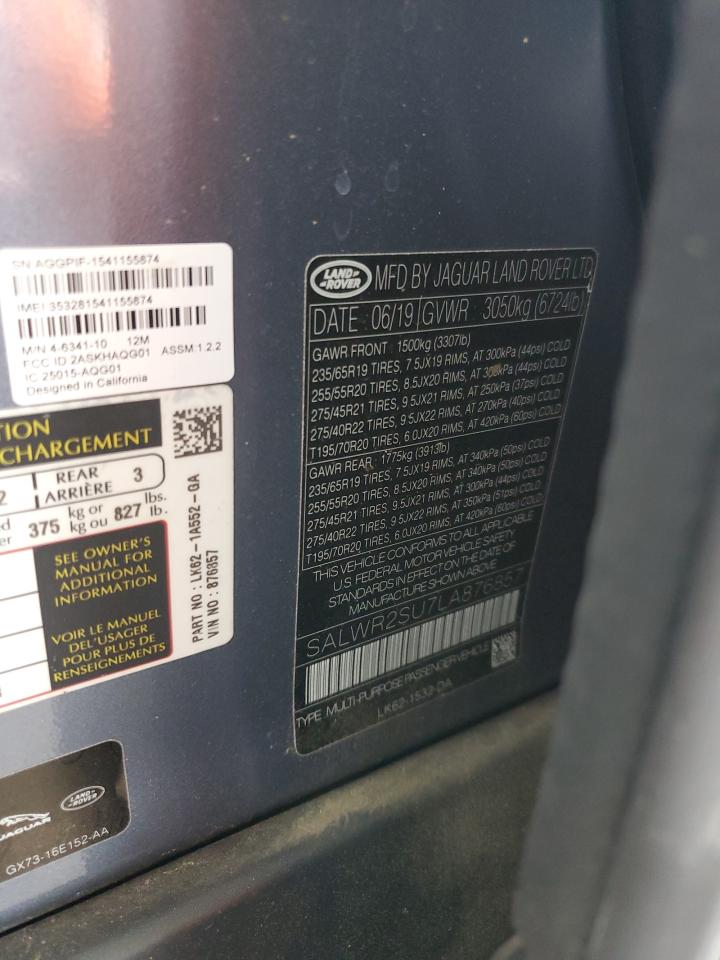 SN AGGPIF-1541155874
IMEI 353281541155874
M/N 4-6341-10 12M
FCC ID 2ASKHAQG01 ASSM.1.2.2
IC 25015-AQG01
Designed in California
TION
CHARGEMENT
2 REAR ARRIÈRE 3
375 kg or kg ou 827 lbs. lb.
SEE OWNER'S
MANUAL FOR
ADDITIONAL
INFORMATION
VOIR LE MANUEL
DEL'USAGER
POUR PLUS DE
RENSEIGNEMENTS
PART NO : LK62-1A552-GA
VIN NO : 876857
JAGUAR
LAND ROVER
GX73-16E152-AA
LAND ROVER
MFD BY JAGUAR LAND ROVER LTD
DATE : 06/19 GVWR : 3050kg (6724lb)
GAWR FRONT : 1500kg (3307lb)
235/65R19 TIRES, 7.5JX19 RIMS, AT 300kPa (44psi) COLD
255/55R20 TIRES, 8.5JX20 RIMS, AT 300kPa (44psi) COLD
275/45R21 TIRES, 9.5JX21 RIMS, AT 250kPa (37psi) COLD
275/40R22 TIRES, 9.5JX22 RIMS, AT 270kPa (40psi) COLD
T195/70R20 TIRES, 6.0JX20 RIMS, AT 420kPa (60psi) COLD
GAWR REAR : 1775kg (3913lb)
235/65R19 TIRES, 7.5JX19 RIMS, AT 340kPa (50psi) COLD
255/55R20 TIRES, 8.5JX20 RIMS, AT 340kPa (50psi) COLD
275/45R21 TIRES, 9.5JX21 RIMS, AT 300kPa (44psi) COLD
275/40R22 TIRES, 9.5JX22 RIMS, AT 350kPa (51psi) COLD
T195/70R20 TIRES, 6.0JX20 RIMS, AT 420kPa (60psi) COLD
THIS VEHICLE CONFORMS TO ALL APPLICABLE
U.S. FEDERAL MOTOR VEHICLE SAFETY
STANDARDS IN EFFECT ON THE DATE OF
MANUFACTURE SHOWN ABOVE
SALWR2SU7LA876857
TYPE MULTI-PURPOSE PASSENGER VEHICLE
LK62-1532-DA